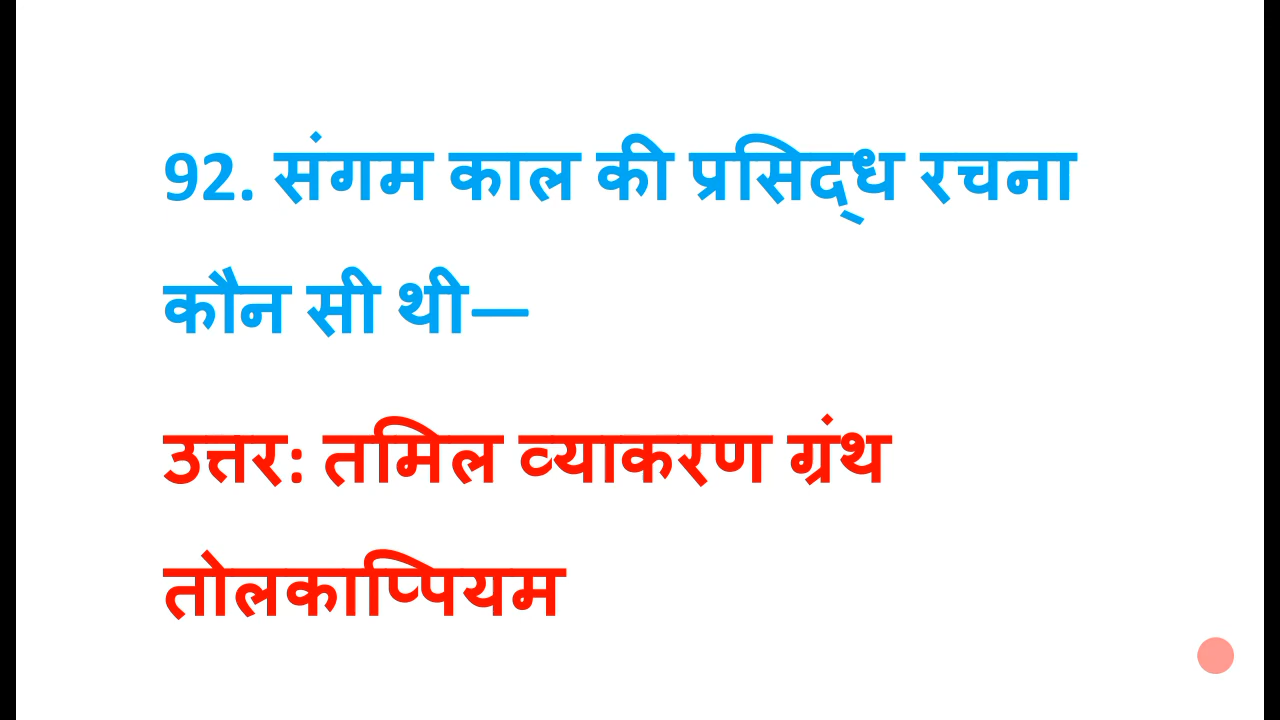 92. संगम काल की प्रसिद्ध रचना
कौन सी थी—
उत्तर: तमिल व्याकरण ग्रंथ
तोलकाप्पियम